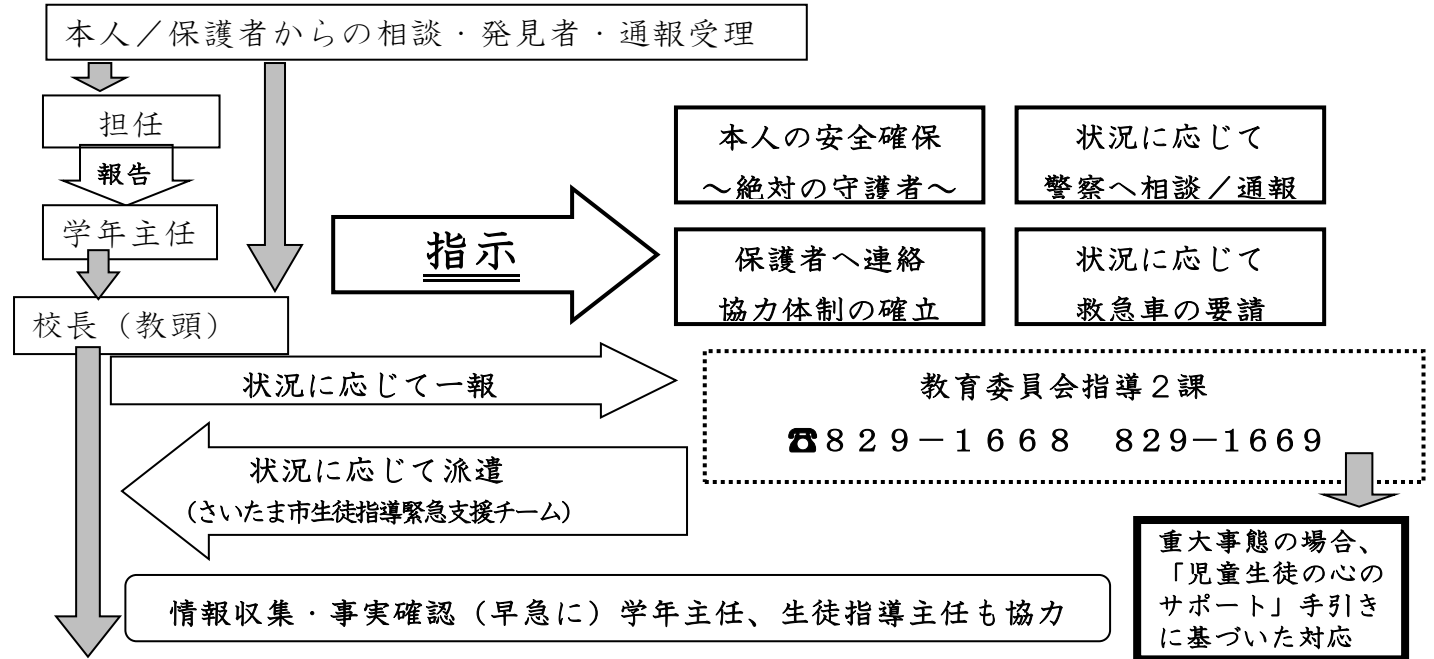 本人/保護者からの相談・発見者・通報受理
担任
報告
学年主任
校長(教頭)
指示
本人の安全確保
~絶対の守護者~
状況に応じて
警察へ相談/通報
保護者へ連絡
協力体制の確立
状況に応じて
救急車の要請
状況に応じて一報
教育委員会指導2課
☎829-1668 829-1669
状況に応じて派遣
(さいたま市生徒指導緊急支援チーム)
重大事態の場合、
「児童生徒の心の
サポート」手引き
に基づいた対応
情報収集・事実確認(早急に)学年主任、生徒指導主任も協力